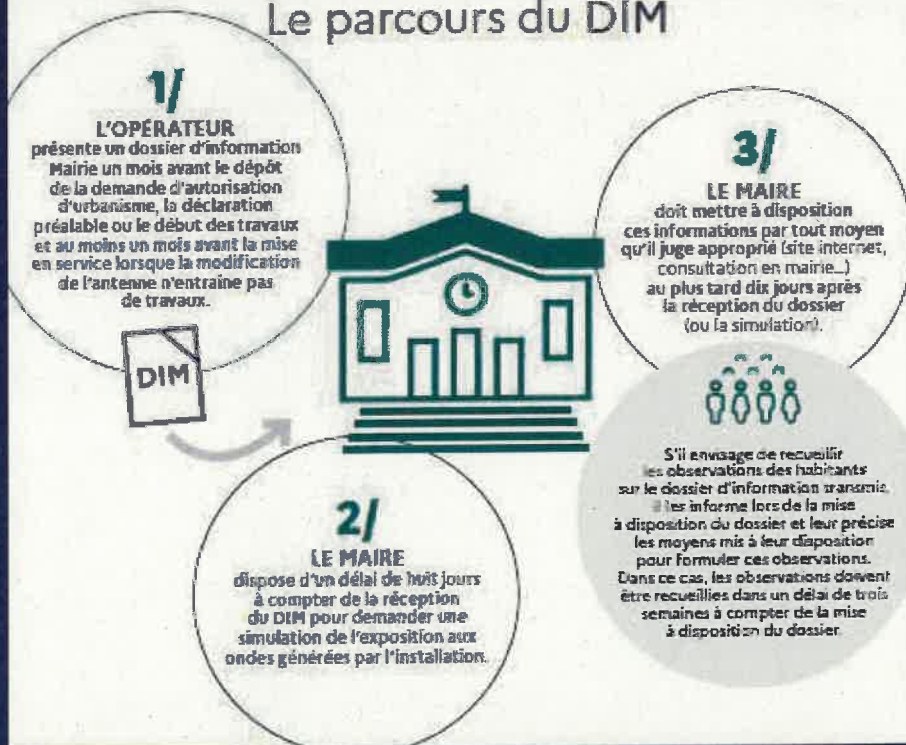 Le parcours du DIM
1/
L'OPÉRATEUR
présente un dossier d'information
Mairie un mois avant le dépôt
de la demande d'autorisation
d'urbanisme, la déclaration
préalable ou le début des travaux
et au moins un mois avant la mise
en service lorsque la modification
de l'antenne n'entraîne pas
de travaux.
DIM
2/
LE MAIRE
dispose d'un délai de huit jours
à compter de la réception
du DIM pour demander une
simulation de l'exposition aux
ondes générées par l'installation.
3/
LE MAIRE
doit mettre à disposition
ces informations par tout moyen
qu'il juge approprié (site internet,
consultation en mairie...)
au plus tard dix jours après
la réception du dossier
(ou la simulation).
S'il envisage de recueillir
les observations des habitants
sur le dossier d'information transmis,
il les informe lors de la mise
à disposition du dossier et leur précise
les moyens mis à leur disposition
pour formuler ces observations.
Dans ce cas, les observations doivent
être recueillies dans un délai de trois
semaines à compter de la mise
à disposition du dossier.